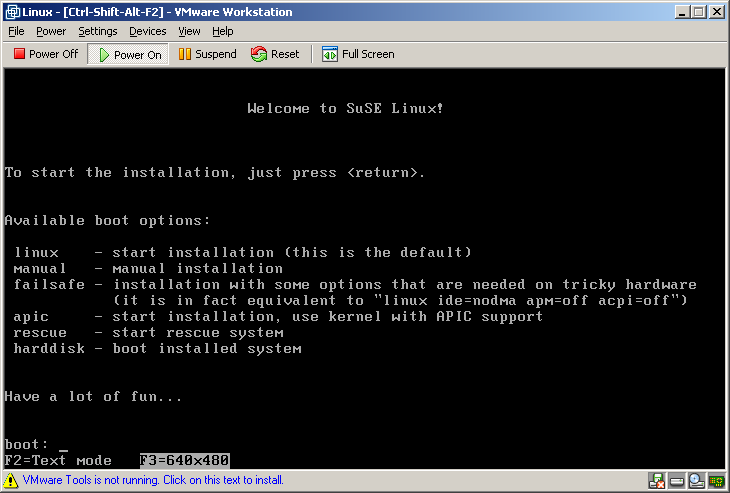 Linux - [Ctrl-Shift-Alt-F2] - VMware Workstation
File Power Settings Devices View Help
Power Off Power On Suspend Reset Full Screen
Welcome to SuSE Linux!
To start the installation, just press <return>.
Available boot options:
linux - start installation (this is the default)
manual - manual installation
failsafe - installation with some options that are needed on tricky hardware
(it is in fact equivalent to "linux ide=nodma apm=off acpi=off")
apic - start installation, use kernel with APIC support
rescue - start rescue system
harddisk - boot installed system
Have a lot of fun...
boot: _
F2=Text mode F3=640x480
VMware Tools is not running. Click on this text to install.